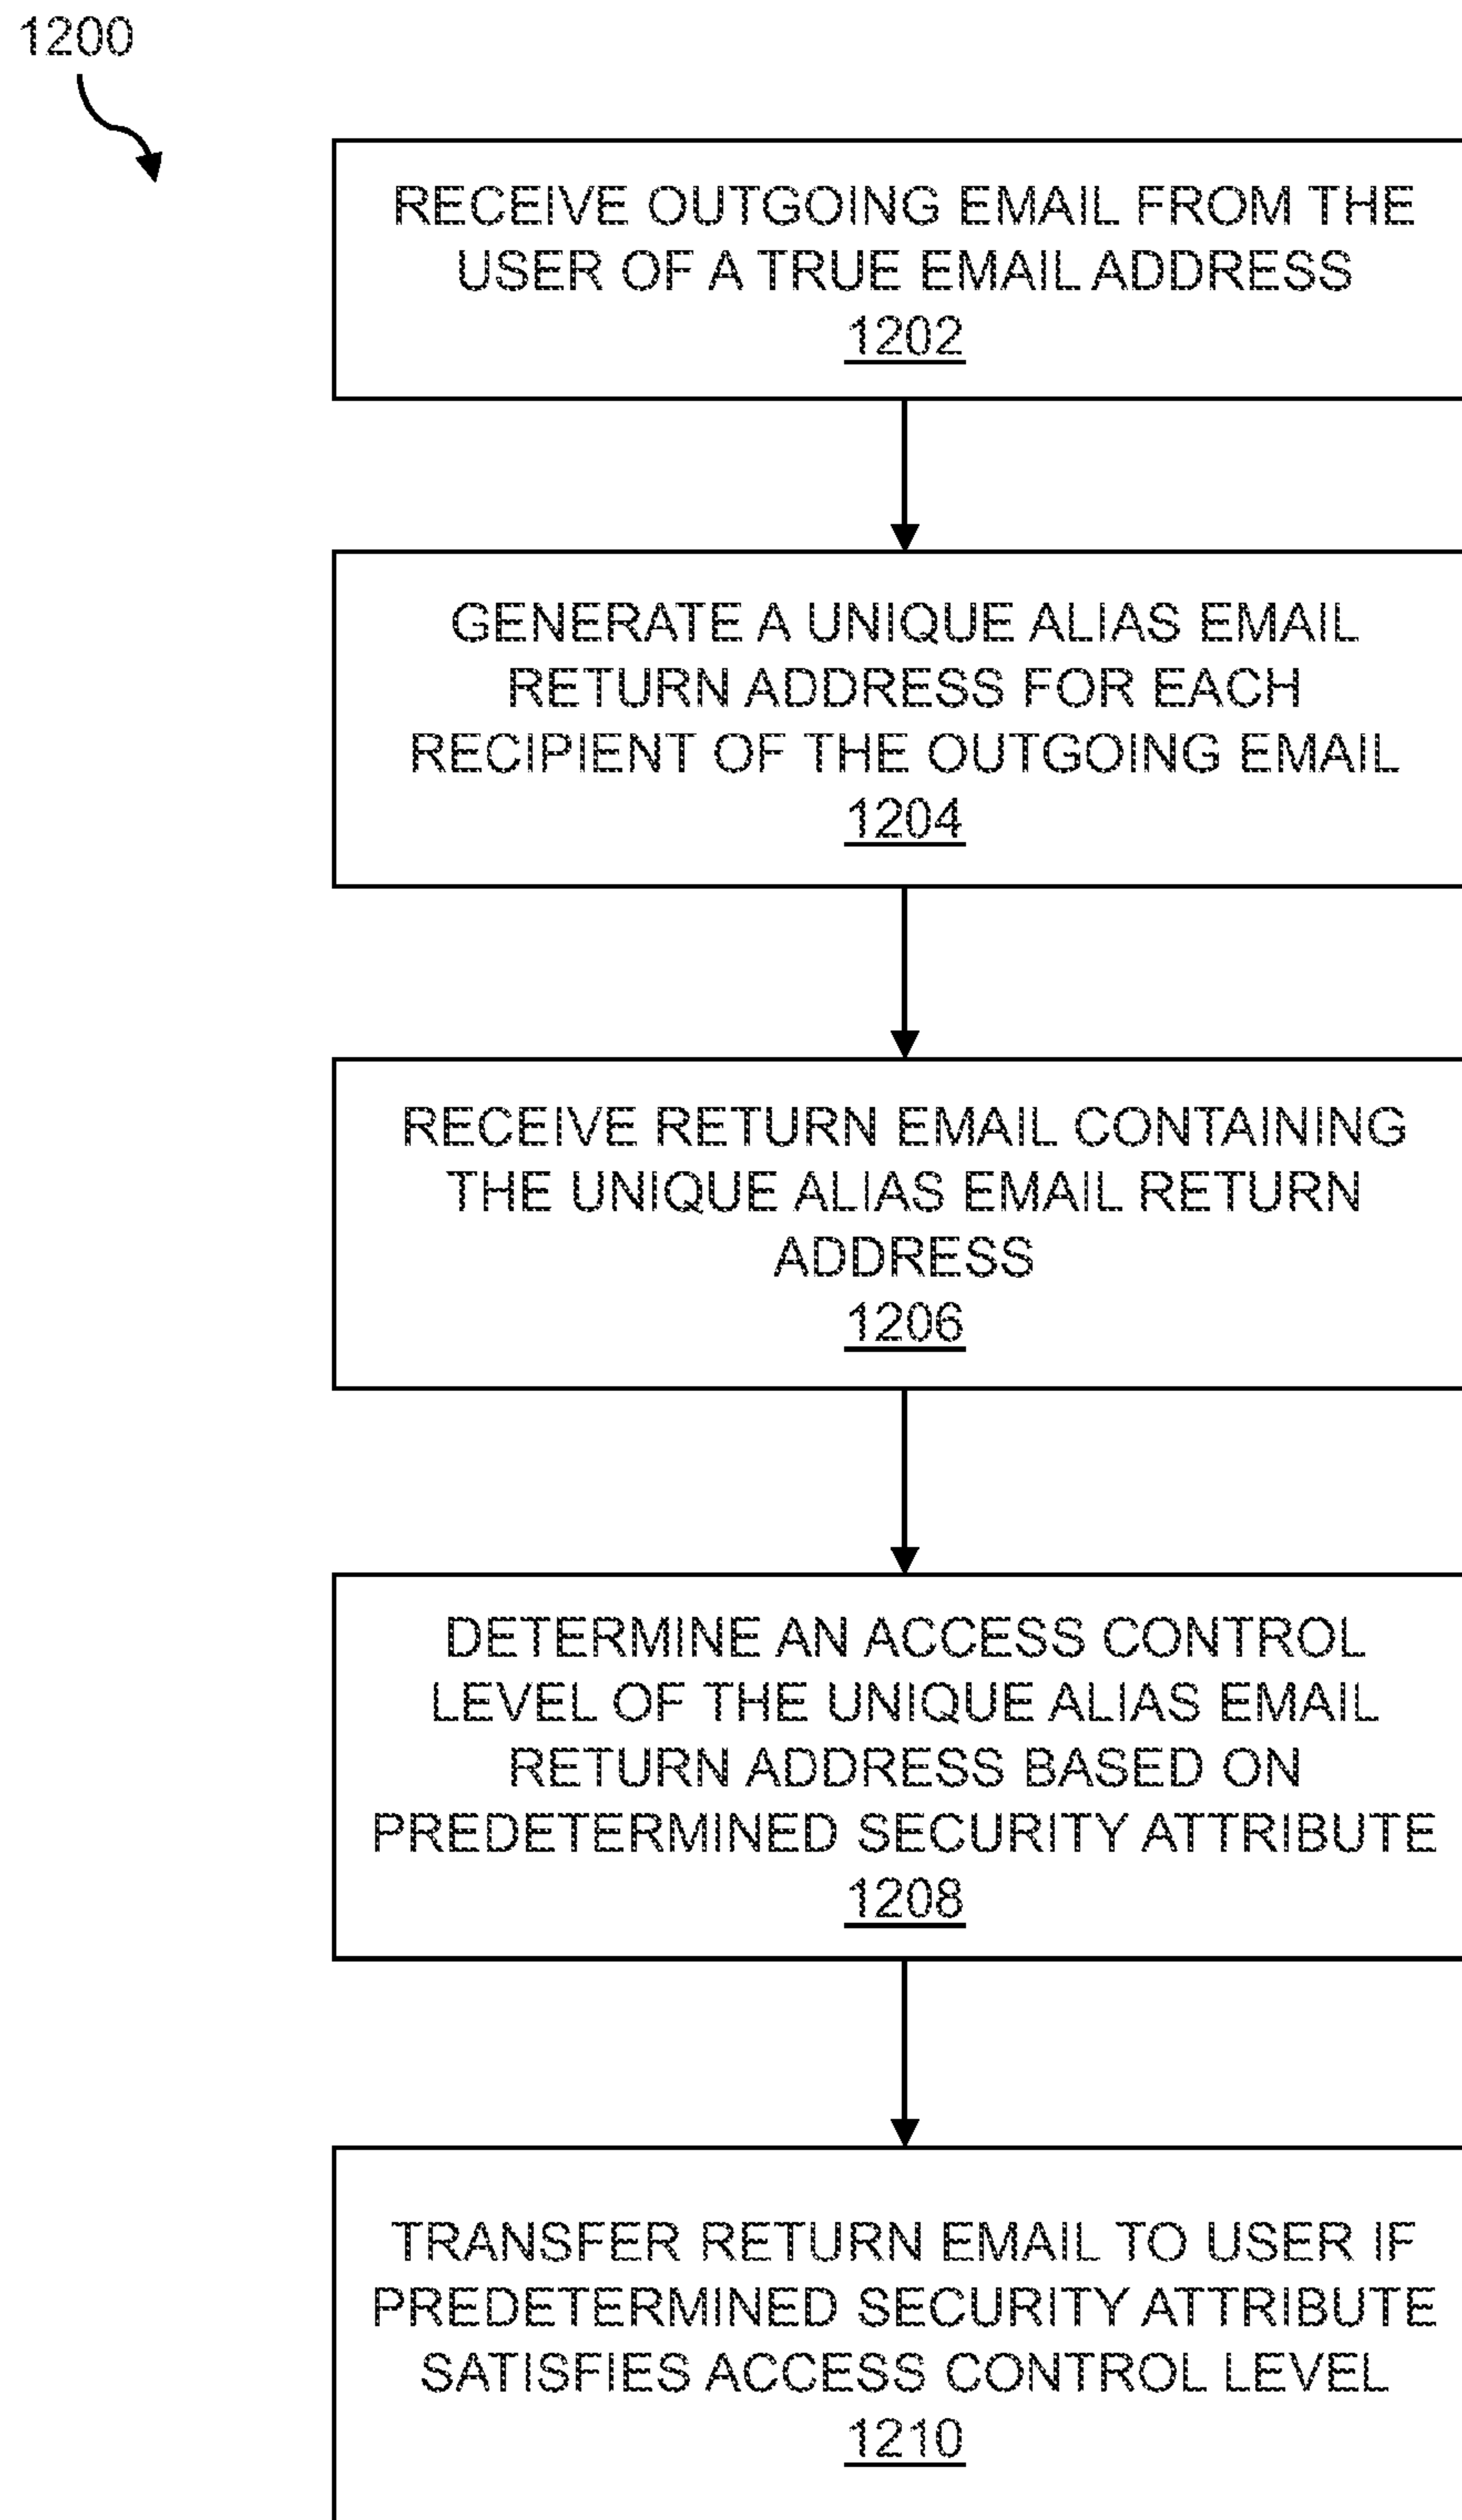 1200
RECEIVE OUTGOING EMAIL FROM THE
USER OF A TRUE EMAIL ADDRESS
1202
GENERATE A UNIQUE ALIAS EMAIL
RETURN ADDRESS FOR EACH
RECIPIENT OF THE OUTGOING EMAIL
1204
RECEIVE RETURN EMAIL CONTAINING
THE UNIQUE ALIAS EMAIL RETURN
ADDRESS
1206
DETERMINE AN ACCESS CONTROL
LEVEL OF THE UNIQUE ALIAS EMAIL
RETURN ADDRESS BASED ON
PREDETERMINED SECURITY ATTRIBUTE
1208
TRANSFER RETURN EMAIL TO USER IF
PREDETERMINED SECURITY ATTRIBUTE
SATISFIES ACCESS CONTROL LEVEL
1210